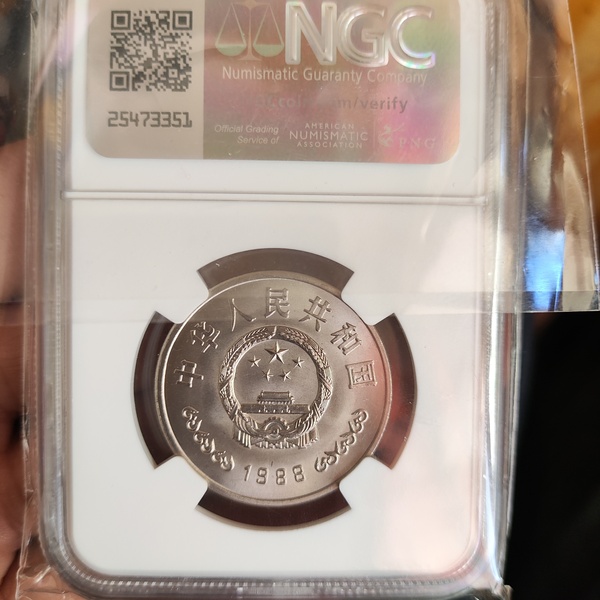 NGC
Numismatic Guaranty Company
/verify
25473351
Official Grading
Service of
AMERICAN
NUMISMATIC
ASSOCIATION
PNG
中华人民共和国
1988